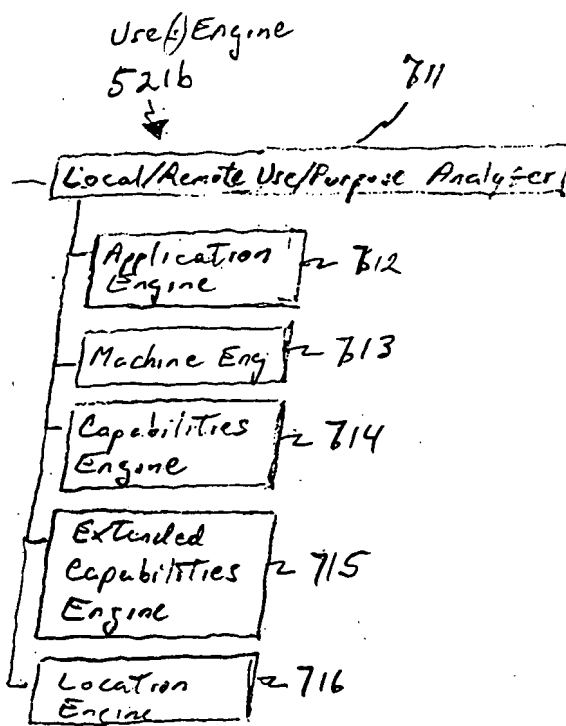 Use(.)Engine
521b
711
Local/Remote Use/Purpose Analyzer
Application
Engine
712
Machine Eng
713
Capabilities
Engine
714
Extended
Capabilities
Engine
715
Location
Engine
716